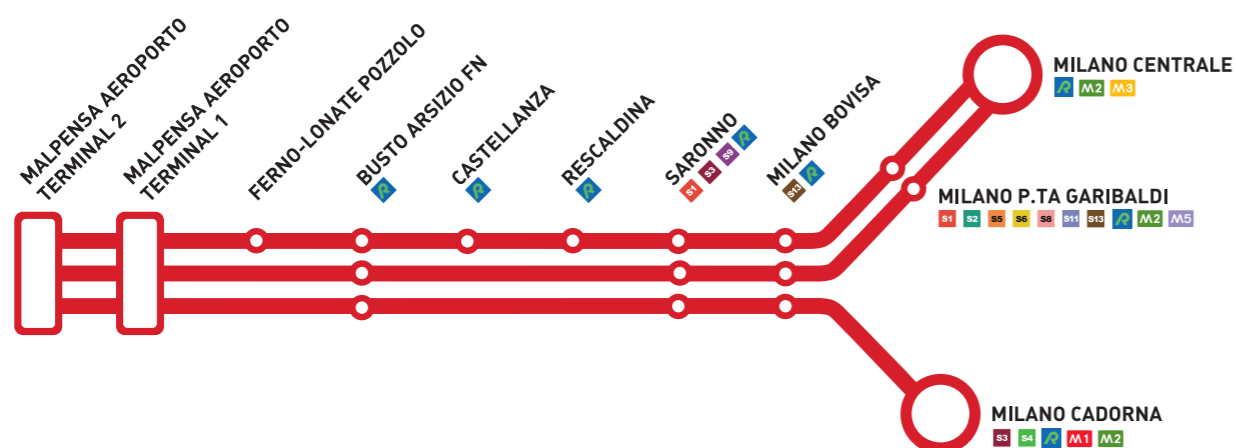 MALPENSA AEROPORTO
TERMINAL 2
MALPENSA AEROPORTO
TERMINAL 1
FERNO-LONATE POZZOLO
BUSTO ARSIZIO FN
R
CASTELLANZA
R
RESCALDINA
R
SARONNO
S1 S3 S9 R
MILANO BOVISA
S13 R
MILANO CENTRALE
R M2 M3
MILANO P.TA GARIBALDI
S1 S2 S5 S6 S8 S11 S13 R M2 M5
MILANO CADORNA
S3 S4 R M1 M2